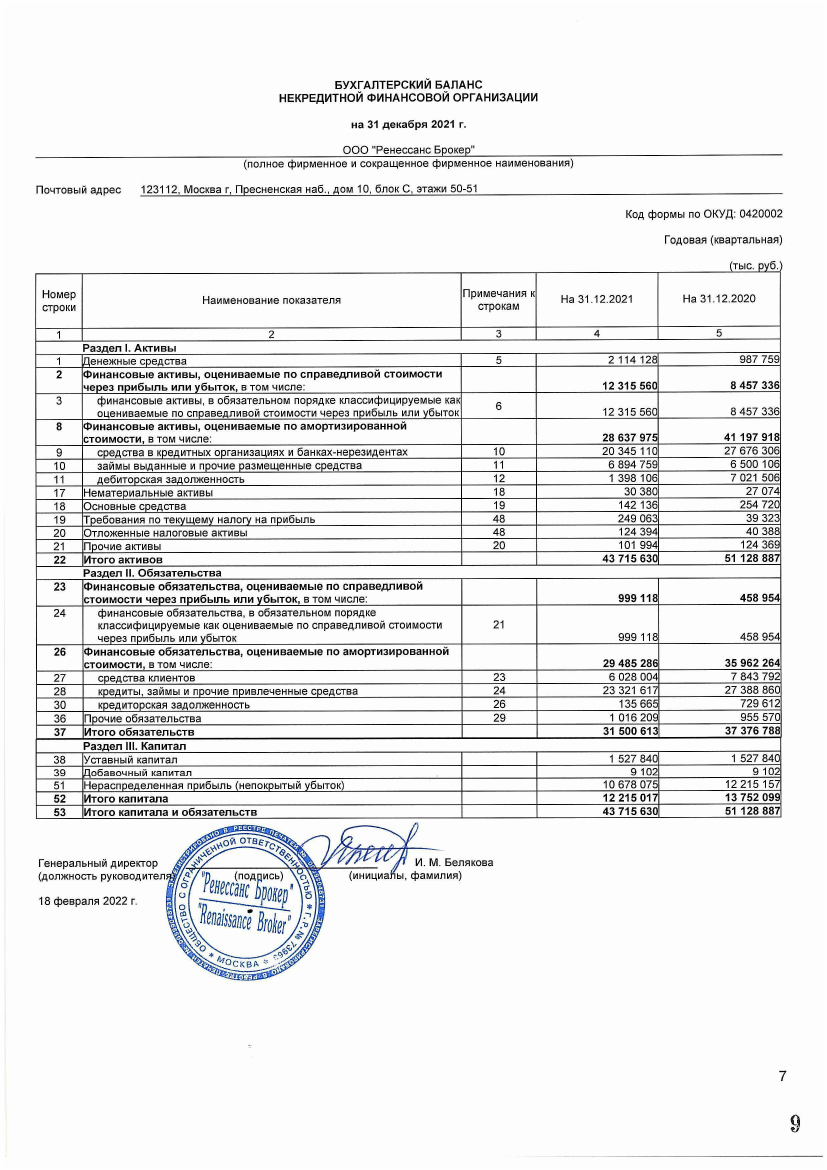 БУХГАЛТЕРСКИЙ БАЛАНС
НЕКРЕДИТНОЙ ФИНАНСОВОЙ ОРГАНИЗАЦИИ
на 31 декабря 2021 г.
ООО "Ренессанс Брокер"
(полное фирменное и сокращенное фирменное наименования)
Почтовый адрес 123112, Москва г, Пресненская наб., дом 10, блок С, этажи 50-51
Код формы по ОКУД: 0420002
Годовая (квартальная)
(тыс. руб.)
Номер строки Наименование показателя Примечания к строкам На 31.12.2021 На 31.12.2020
1 2 3 4 5
Раздел I. Активы
1 Денежные средства 5 2 114 128 987 759
2 Финансовые активы, оцениваемые по справедливой стоимости
через прибыль или убыток, в том числе: 12 315 560 8 457 336
3 финансовые активы, в обязательном порядке классифицируемые как
оцениваемые по справедливой стоимости через прибыль или убыток 6 12 315 560 8 457 336
8 Финансовые активы, оцениваемые по амортизированной
стоимости, в том числе: 28 637 975 41 197 918
9 средства в кредитных организациях и банках-нерезидентах 10 20 345 110 27 676 306
10 займы выданные и прочие размещенные средства 11 6 894 759 6 500 106
11 дебиторская задолженность 12 1 398 106 7 021 506
17 Нематериальные активы 18 30 380 27 074
18 Основные средства 19 142 136 254 720
19 Требования по текущему налогу на прибыль 48 249 063 39 323
20 Отложенные налоговые активы 48 124 394 40 388
21 Прочие активы 20 101 994 124 369
22 Итого активов 43 715 630 51 128 887
Раздел II. Обязательства
23 Финансовые обязательства, оцениваемые по справедливой
стоимости через прибыль или убыток, в том числе: 999 118 458 954
24 финансовые обязательства, в обязательном порядке
классифицируемые как оцениваемые по справедливой стоимости 21
через прибыль или убыток 999 118 458 954
26 Финансовые обязательства, оцениваемые по амортизированной
стоимости, в том числе: 29 485 286 35 962 264
27 средства клиентов 23 6 028 004 7 843 792
28 кредиты, займы и прочие привлеченные средства 24 23 321 617 27 388 860
30 кредиторская задолженность 26 135 665 729 612
36 Прочие обязательства 29 1 016 209 955 570
37 Итого обязательств 31 500 613 37 376 788
Раздел III. Капитал
38 Уставный капитал 1 527 840 1 527 840
39 Добавочный капитал 9 102 9 102
51 Нераспределенная прибыль (непокрытый убыток) 10 678 075 12 215 157
52 Итого капитала 12 215 017 13 752 099
53 Итого капитала и обязательств 43 715 630 51 128 887
Генеральный директор И. М. Белякова
(должность руководителя) (подпись) (инициалы, фамилия)
18 февраля 2022 г.
ОБЩЕСТВО С ОГРАНИЧЕННОЙ ОТВЕТСТВЕННОСТЬЮ
"Ренессанс Брокер"
"Renaissance Broker"
МОСКВА
7
9